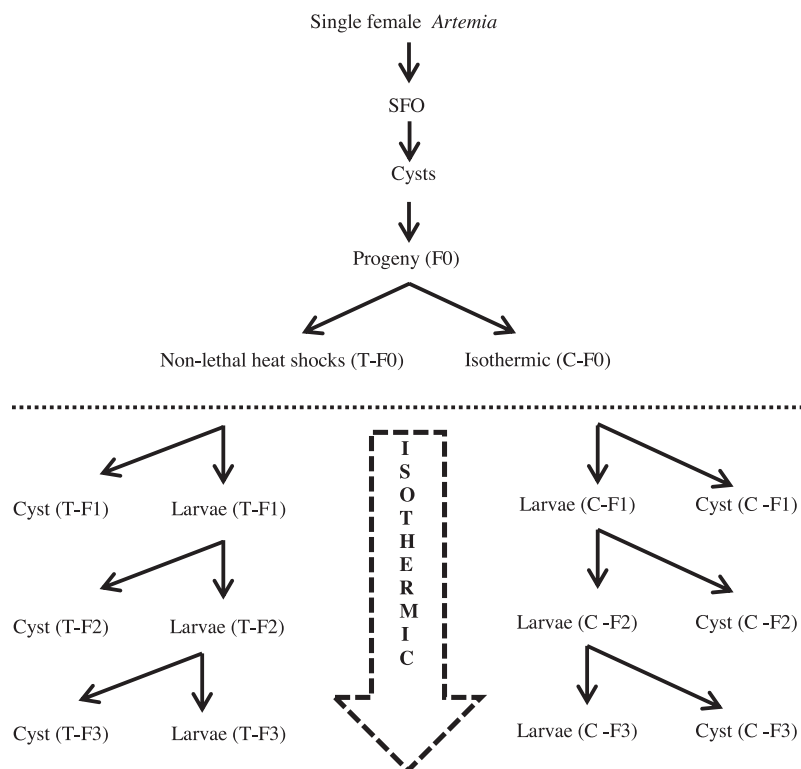 Single female Artemia
SFO
Cysts
Progeny (F0)
Non-lethal heat shocks (T-F0) Isothermic (C-F0)
ISOTHERMIC
Cyst (T-F1) Larvae (T-F1) Larvae (C-F1) Cyst (C -F1)
Cyst (T-F2) Larvae (T-F2) Larvae (C -F2) Cyst (C -F2)
Cyst (T-F3) Larvae (T-F3) Larvae (C -F3) Cyst (C -F3)